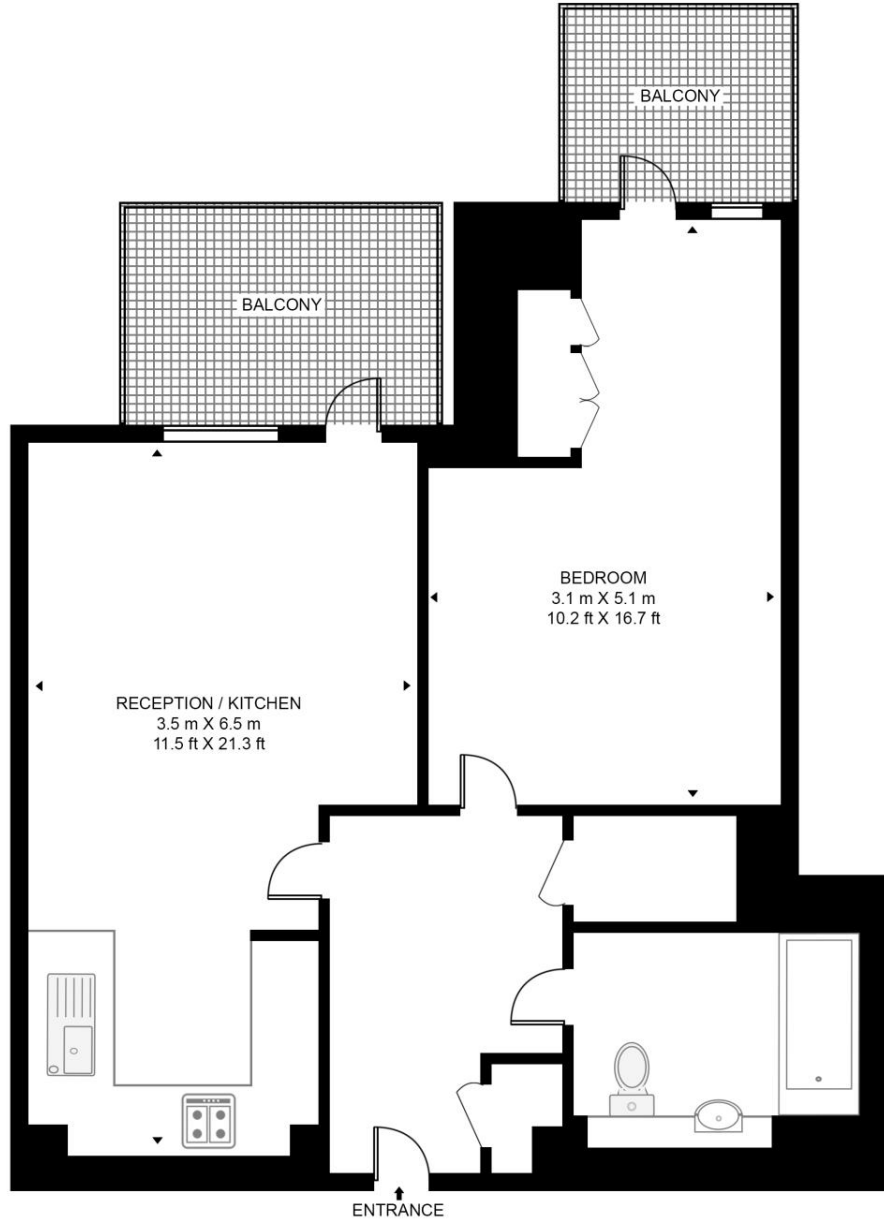 BALCONY
BALCONY
BEDROOM
3.1 m X 5.1 m
10.2 ft X 16.7 ft
RECEPTION / KITCHEN
3.5 m X 6.5 m
11.5 ft X 21.3 ft
ENTRANCE